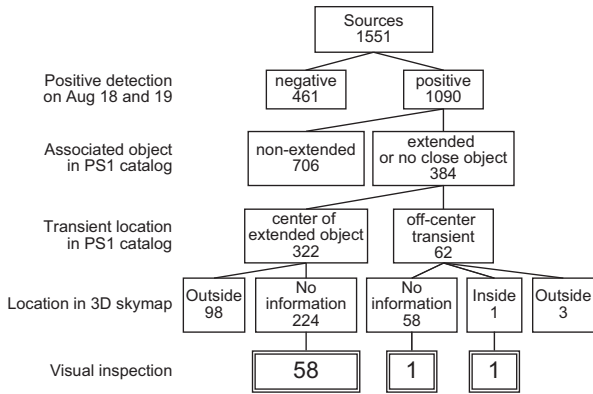 Sources
1551
Positive detection
on Aug 18 and 19
negative
461
positive
1090
Associated object
in PS1 catalog
non-extended
706
extended
or no close object
384
Transient location
in PS1 catalog
center of
extended object
322
off-center
transient
62
Location in 3D skymap
Outside
98
No
information
224
No
information
58
Inside
1
Outside
3
Visual inspection
58
1
1